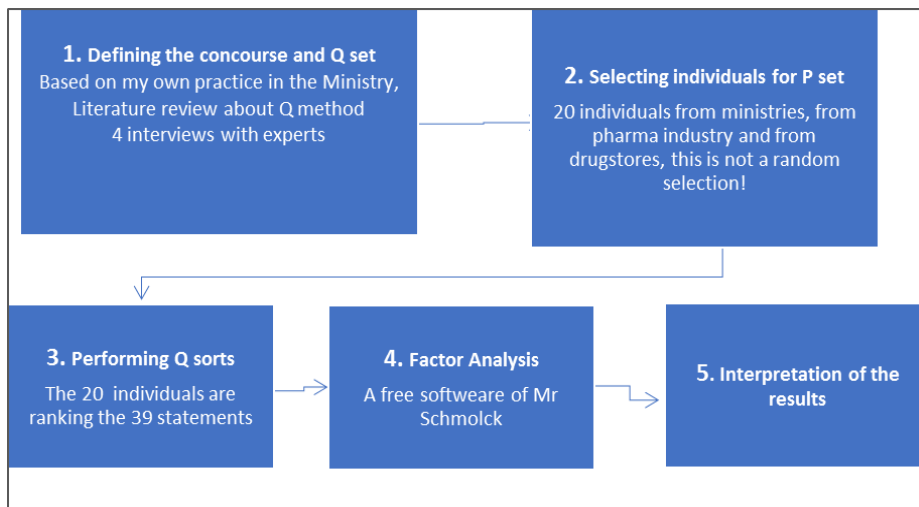 1. Defining the concourse and Q set
Based on my own practice in the Ministry,
Literature review about Q method
4 interviews with experts
2. Selecting individuals for P set
20 individuals from ministries, from
pharma industry and from
drugstores, this is not a random
selection!
3. Performing Q sorts
The 20 individuals are
ranking the 39 statements
4. Factor Analysis
A free softweare of Mr
Schmolck
5. Interpretation of the
results